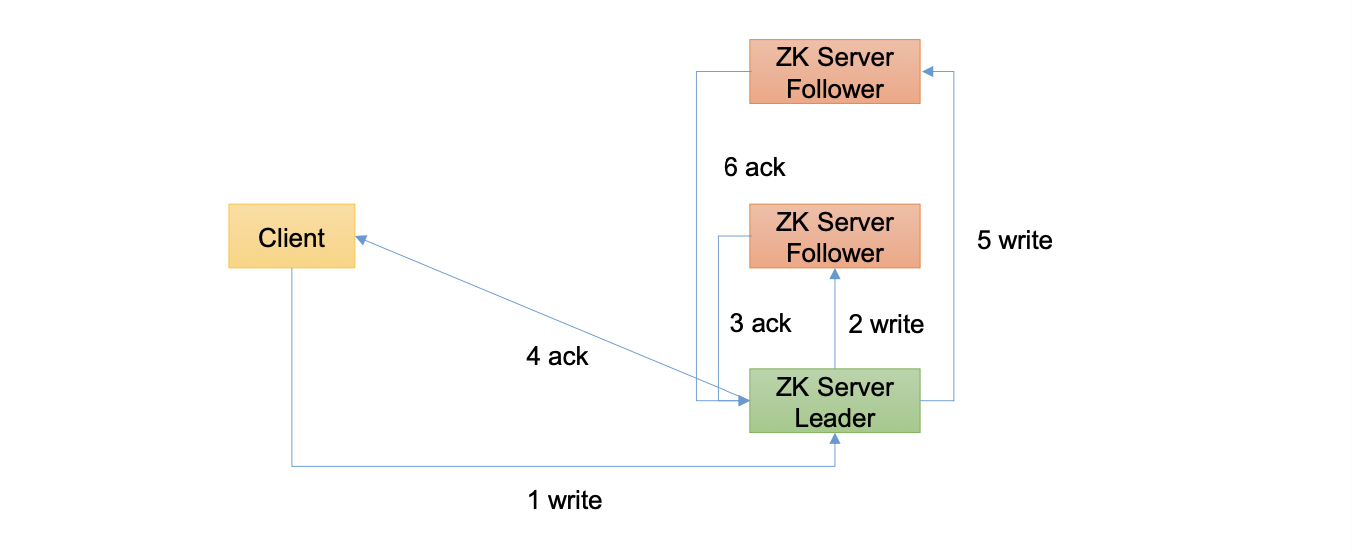 ZK Server
Follower
6 ack
Client
ZK Server
Follower
5 write
3 ack
2 write
4 ack
ZK Server
Leader
1 write